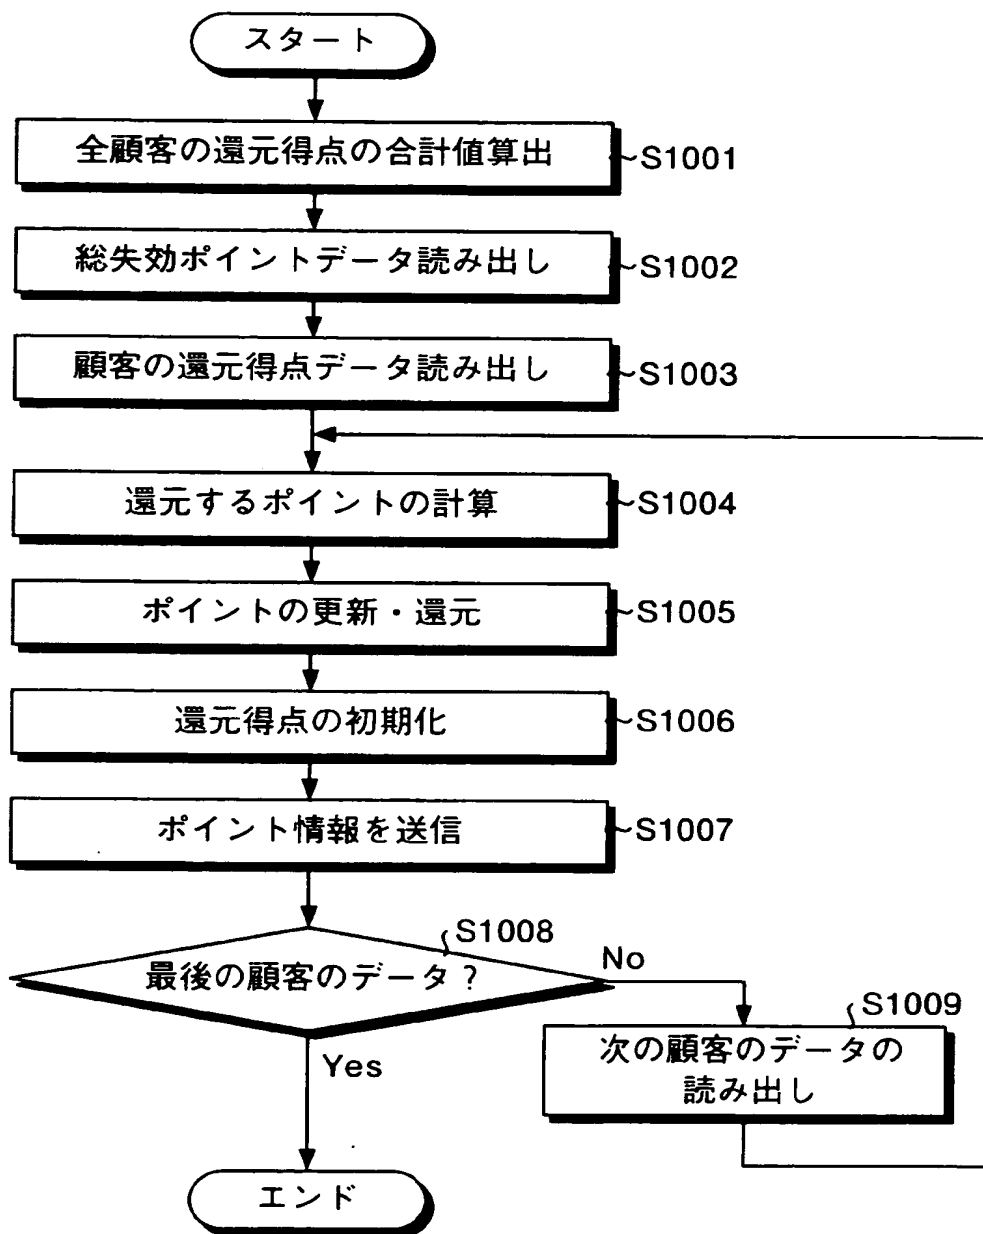 スタート
全顧客の還元得点の合計値算出
S1001
総失効ポイントデータ読み出し
S1002
顧客の還元得点データ読み出し
S1003
還元するポイントの計算
S1004
ポイントの更新・還元
S1005
還元得点の初期化
S1006
ポイント情報を送信
S1007
S1008
最後の顧客のデータ?
No
S1009
次の顧客のデータの
読み出し
Yes
エンド